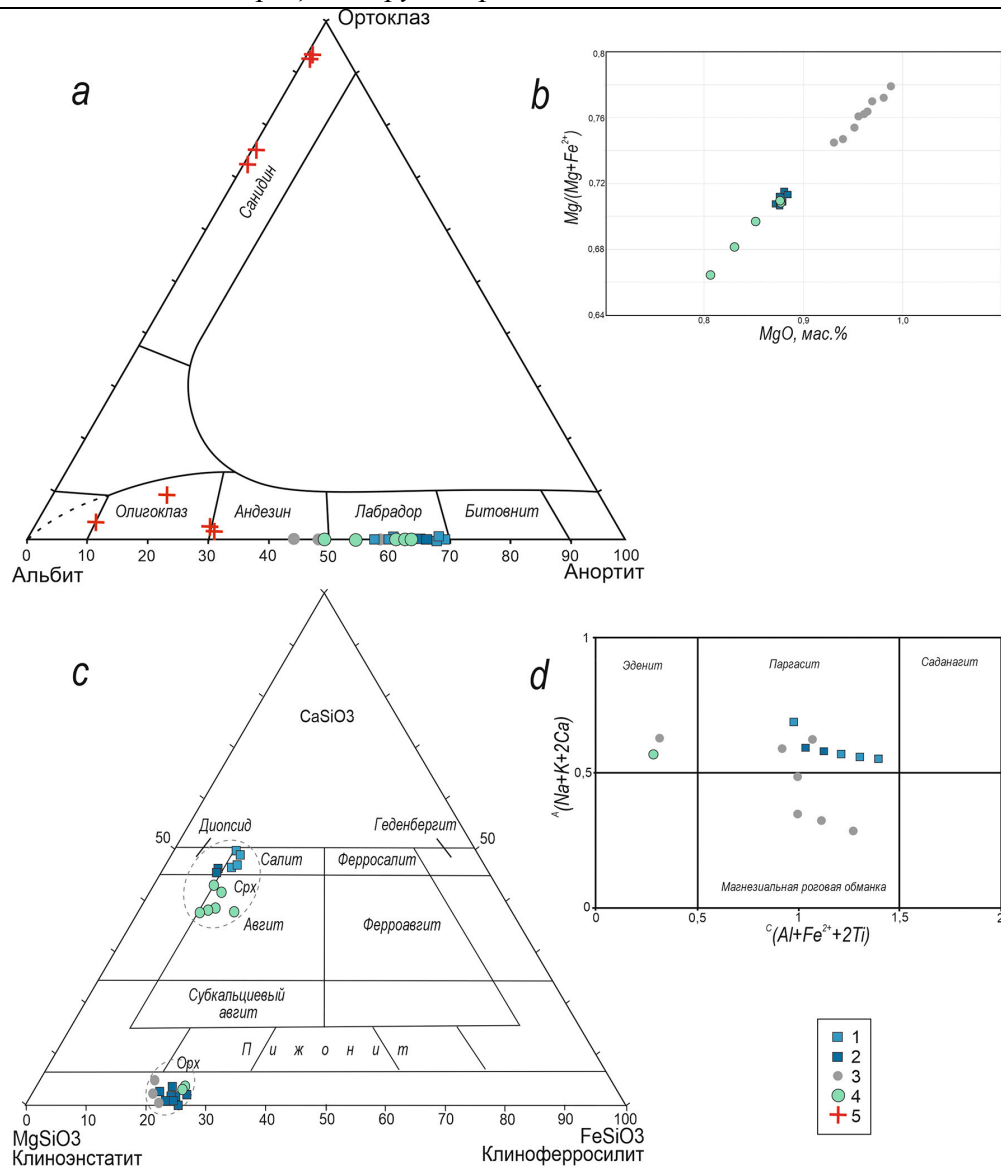 Ортоклаз
a
Санидин
Олигоклаз
Андезин
Лабрадор
Битовнит
0
10
20
30
40
50
60
70
80
90
100
Альбит
Анортит
b
Mg/(Mg+Fe²⁺)
0,8
0,76
0,72
0,68
0,64
0,8
0,9
1,0
MgO, мас.%
c
CaSiO3
50
Диопсид
Геденбергит
50
Салит
Ферросалит
Cpx
Авгит
Ферроавгит
Субкальциевый
авгит
П и ж о н и т
Opx
0
10
20
30
40
50
60
70
80
90
100
MgSiO3
Клиноэнстатит
FeSiO3
Клиноферросилит
d
ᴬ(Na+K+2Ca)
1
0,5
0
Эденит
Паргасит
Саданагит
Магнезиальная роговая обманка
0
0,5
1
1,5
2
ᶜ(Al+Fe²⁺+2Ti)
1
2
3
4
5